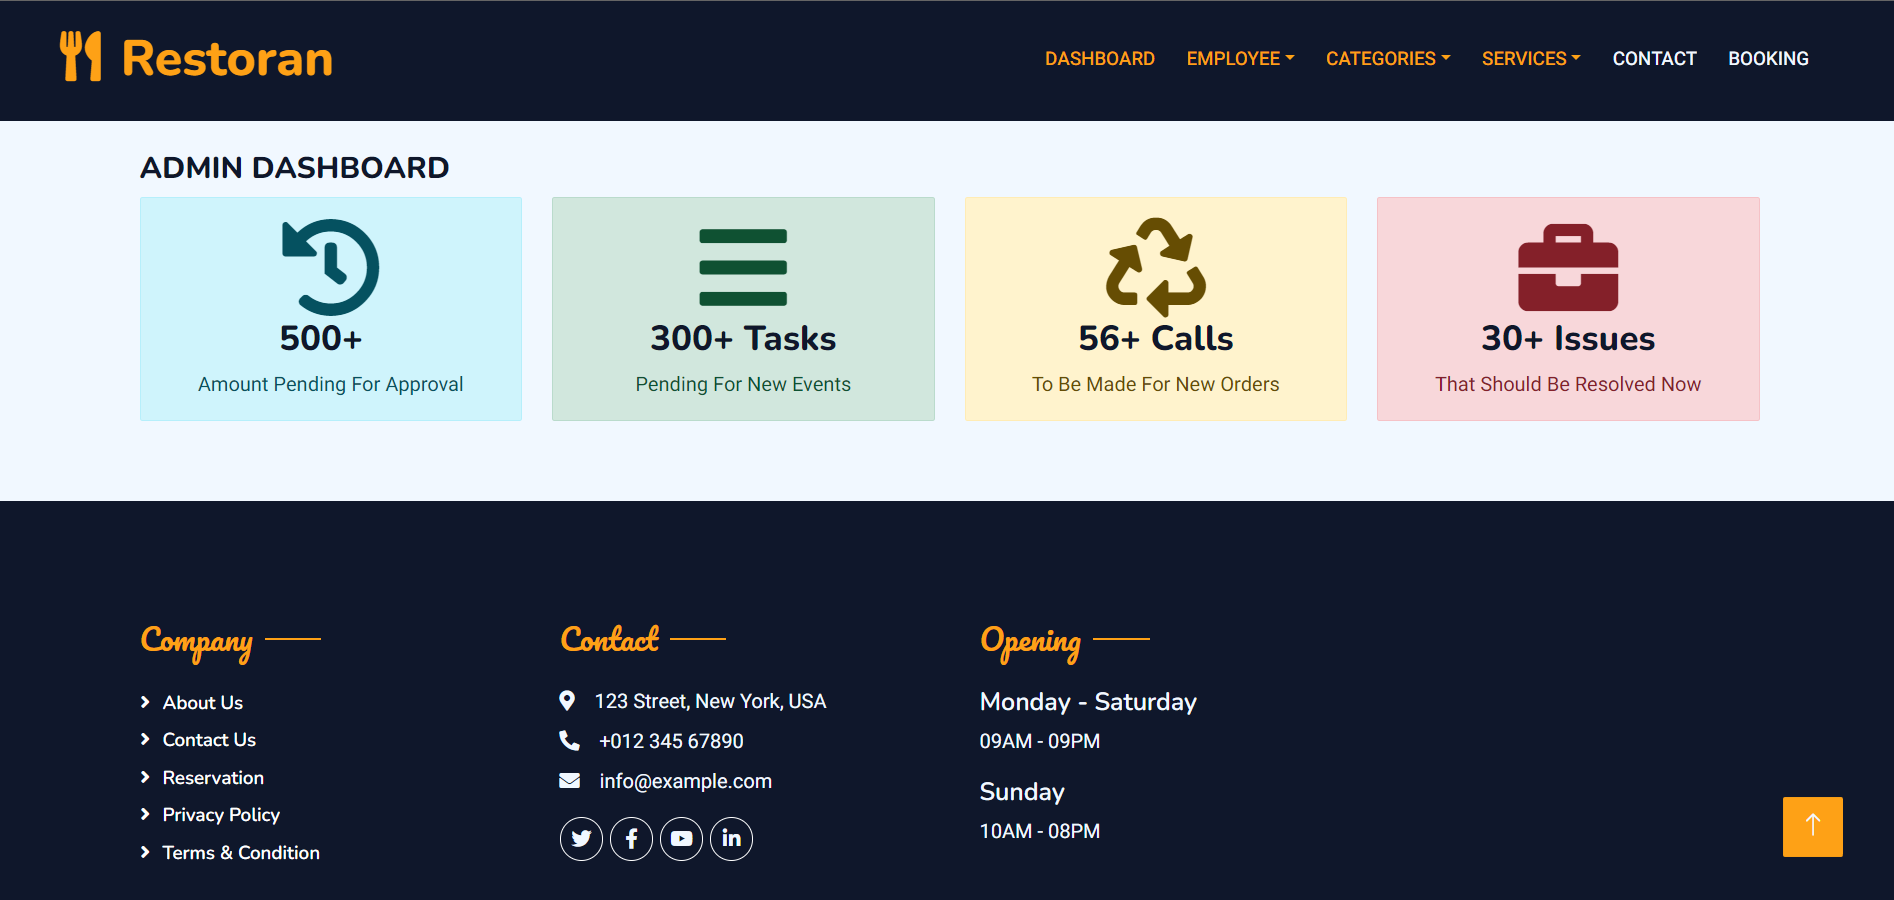 Restoran
DASHBOARD EMPLOYEE CATEGORIES SERVICES CONTACT BOOKING
ADMIN DASHBOARD
500+
Amount Pending For Approval
300+ Tasks
Pending For New Events
56+ Calls
To Be Made For New Orders
30+ Issues
That Should Be Resolved Now
Company
About Us
Contact Us
Reservation
Privacy Policy
Terms & Condition
Contact
123 Street, New York, USA
+012 345 67890
info@example.com
Opening
Monday - Saturday
09AM - 09PM
Sunday
10AM - 08PM